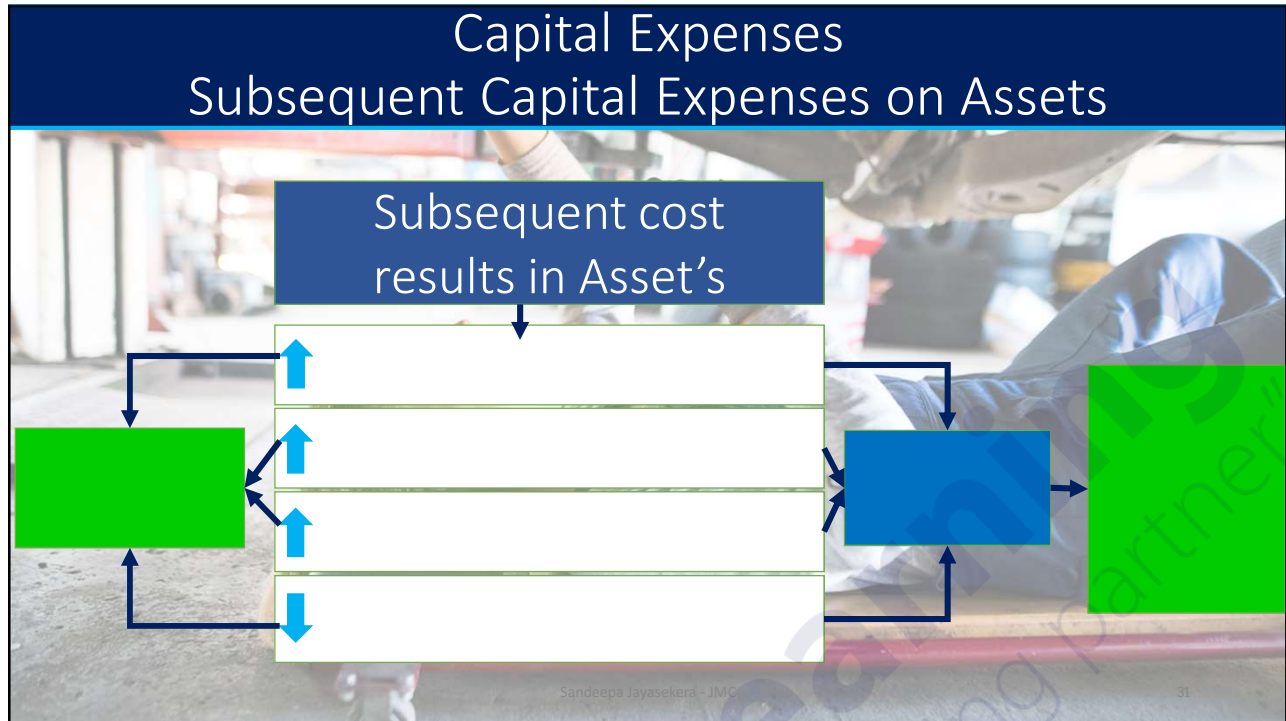 Capital Expenses
Subsequent Capital Expenses on Assets
Subsequent cost
results in Asset’s
Sandeepa Jayasekera - JMC
31